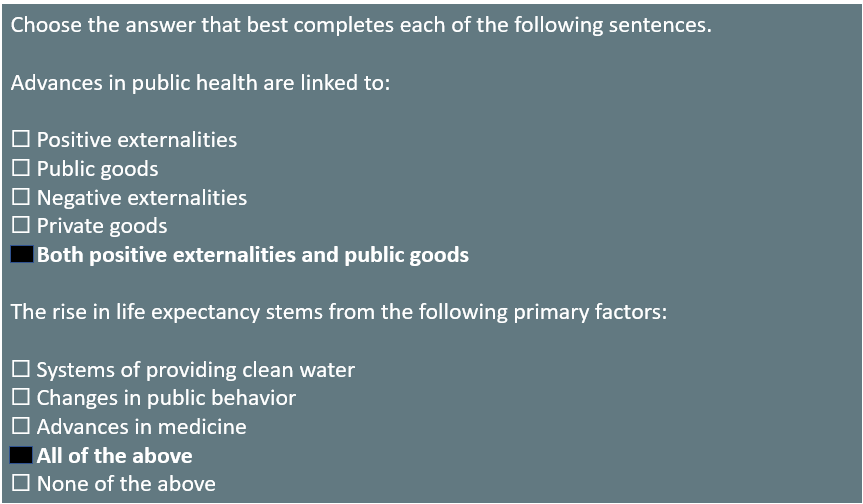 Choose the answer that best completes each of the following sentences.
Advances in public health are linked to:
☐ Positive externalities
☐ Public goods
☐ Negative externalities
☐ Private goods
■ Both positive externalities and public goods
The rise in life expectancy stems from the following primary factors:
☐ Systems of providing clean water
☐ Changes in public behavior
☐ Advances in medicine
■ All of the above
☐ None of the above